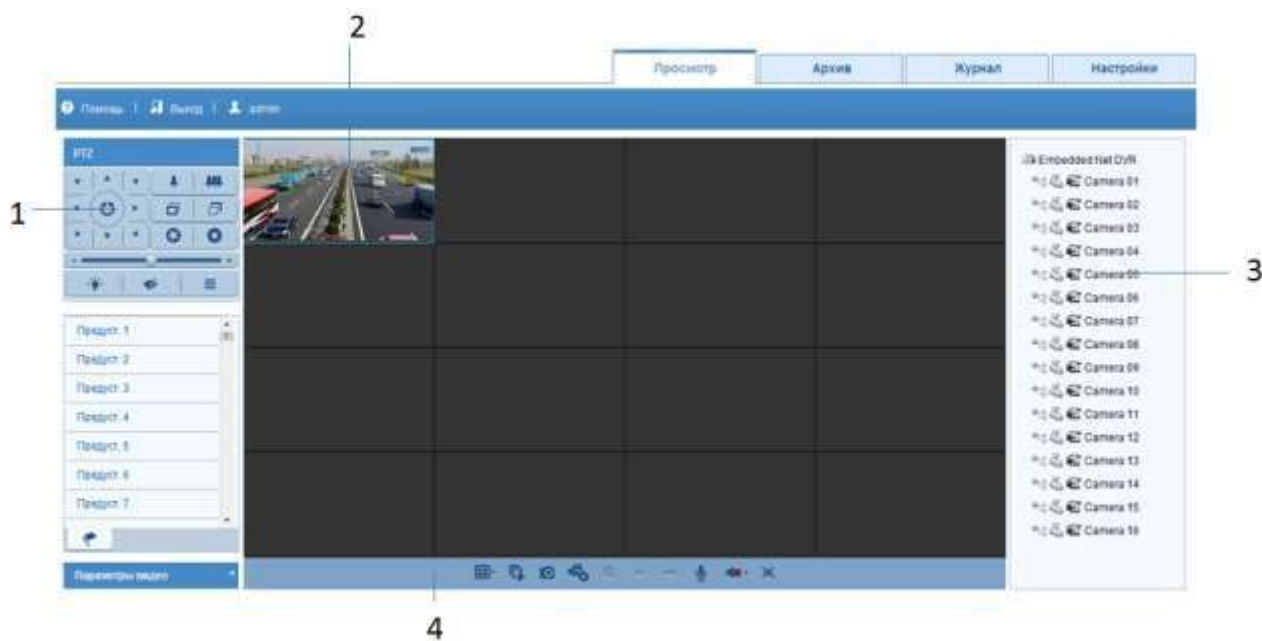 2
Просмотр
Архив
Журнал
Настройки
Помощь | Выход | admin
PTZ
1
Предуст. 1
Предуст. 2
Предуст. 3
Предуст. 4
Предуст. 5
Предуст. 6
Предуст. 7
Параметры видео
Embedded Net DVR
Camera 01
Camera 02
Camera 03
Camera 04
Camera 05
Camera 06
Camera 07
Camera 08
Camera 09
Camera 10
Camera 11
Camera 12
Camera 13
Camera 14
Camera 15
Camera 16
3
4